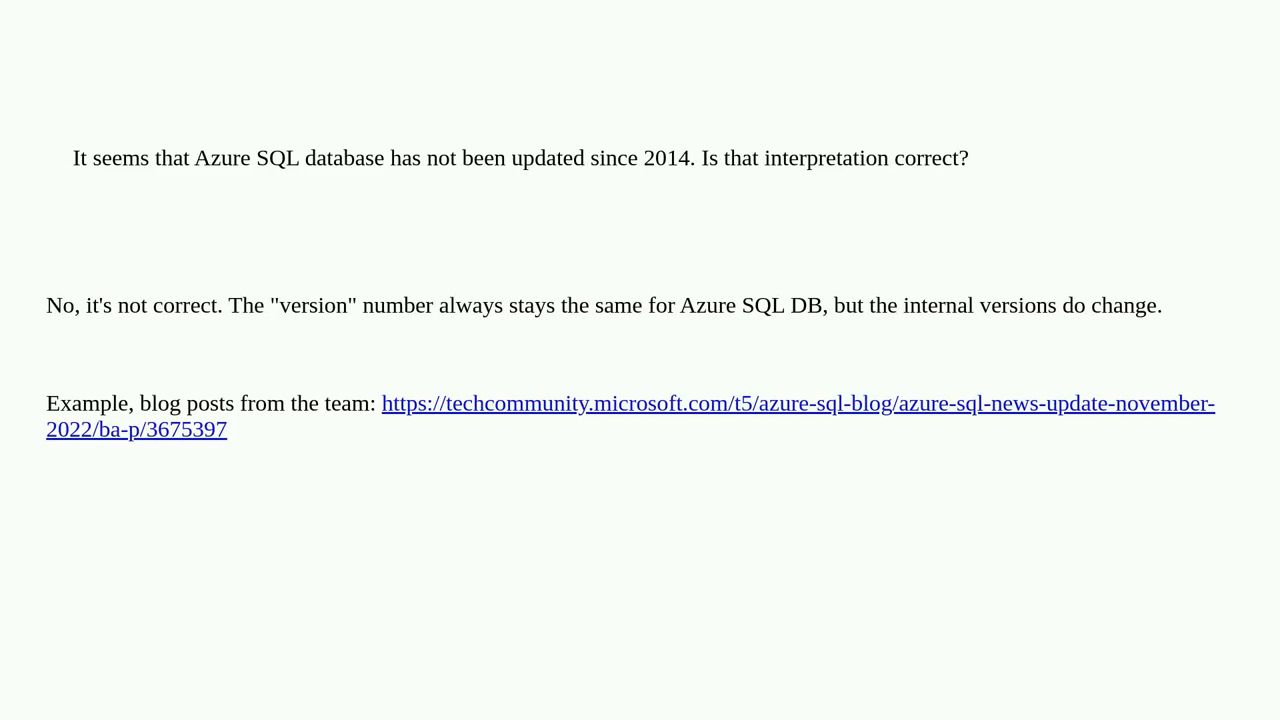 It seems that Azure SQL database has not been updated since 2014. Is that interpretation correct?
No, it's not correct. The "version" number always stays the same for Azure SQL DB, but the internal versions do change.
Example, blog posts from the team: https://techcommunity.microsoft.com/t5/azure-sql-blog/azure-sql-news-update-november-
2022/ba-p/3675397